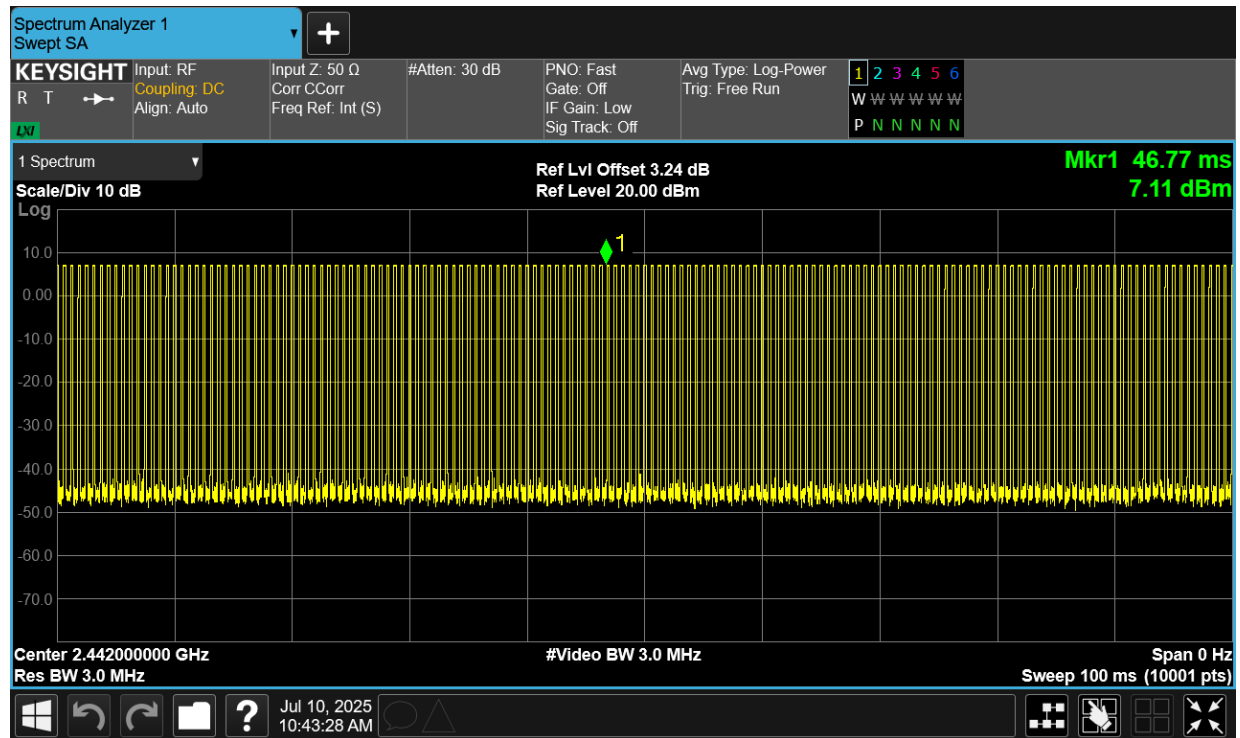 Spectrum Analyzer 1
Swept SA
+
KEYSIGHT
R T
LXI
Input: RF
Coupling: DC
Align: Auto
Input Z: 50 Ω
Corr CCorr
Freq Ref: Int (S)
#Atten: 30 dB
PNO: Fast
Gate: Off
IF Gain: Low
Sig Track: Off
Avg Type: Log-Power
Trig: Free Run
1 2 3 4 5 6
W W W W W W
P N N N N N
1 Spectrum
Scale/Div 10 dB
Log
Ref Lvl Offset 3.24 dB
Ref Level 20.00 dBm
Mkr1 46.77 ms
7.11 dBm
1
10.0
0.00
-10.0
-20.0
-30.0
-40.0
-50.0
-60.0
-70.0
Center 2.442000000 GHz
Res BW 3.0 MHz
#Video BW 3.0 MHz
Span 0 Hz
Sweep 100 ms (10001 pts)
?
Jul 10, 2025
10:43:28 AM